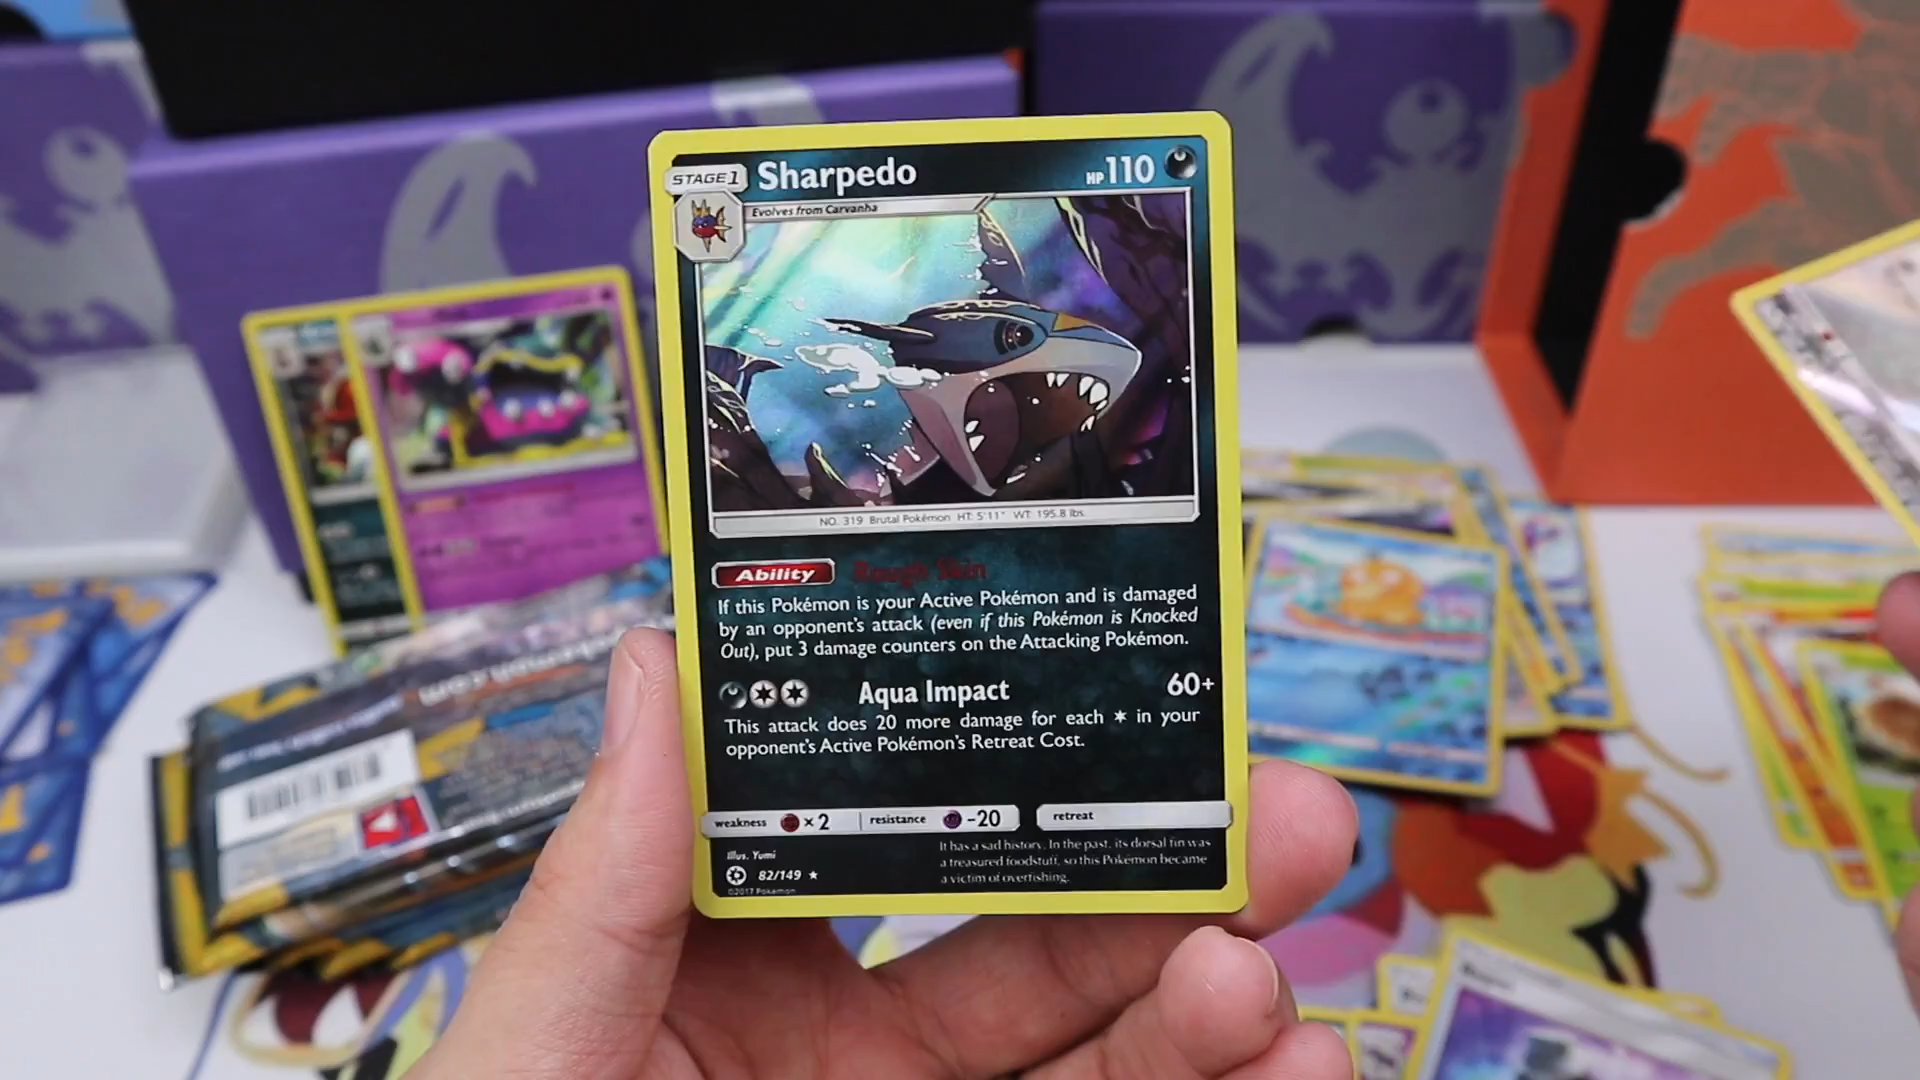 STAGE1 Sharpedo HP110
Evolves from Carvanha
NO. 319 Brutal Pokémon HT: 5'11" WT: 195.8 lbs.
Ability Rough Skin
If this Pokémon is your Active Pokémon and is damaged
by an opponent's attack (even if this Pokémon is Knocked
Out), put 3 damage counters on the Attacking Pokémon.
Aqua Impact 60+
This attack does 20 more damage for each ✶ in your
opponent's Active Pokémon's Retreat Cost.
weakness ×2 resistance -20 retreat
Illus. Yumi
82/149 ★
©2017 Pokémon
It has a sad history. In the past, its dorsal fin was
a treasured foodstuff, so this Pokémon became
a victim of overfishing.